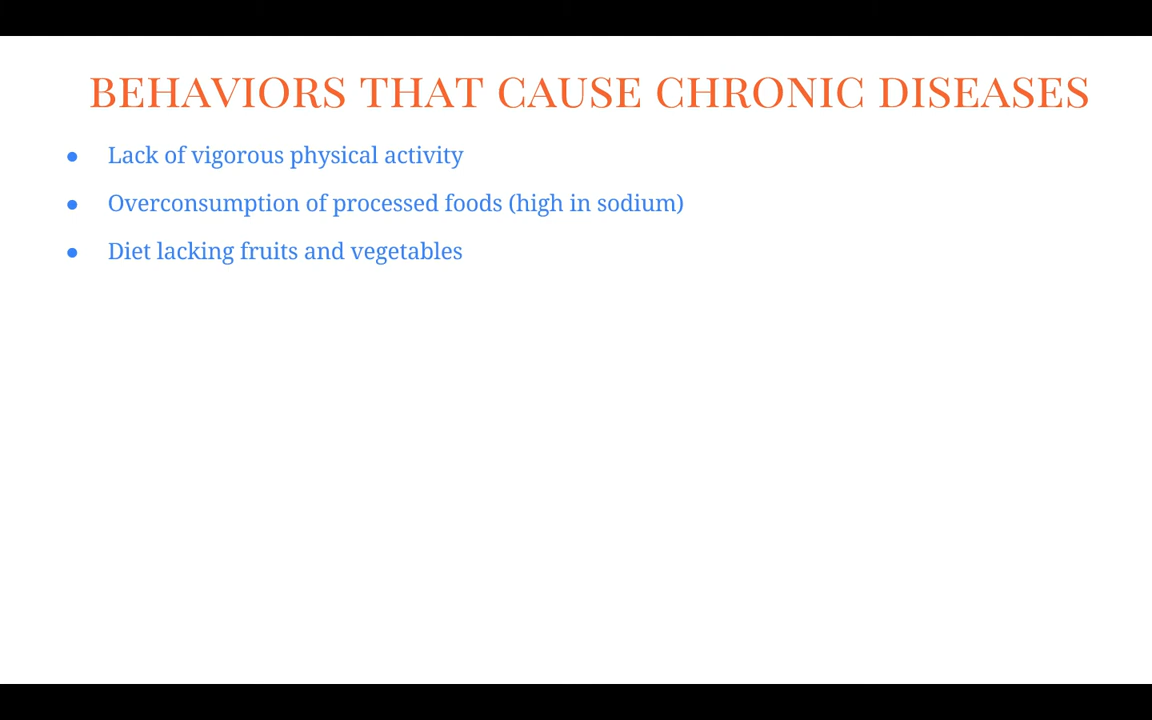 BEHAVIORS THAT CAUSE CHRONIC DISEASES
● Lack of vigorous physical activity
● Overconsumption of processed foods (high in sodium)
● Diet lacking fruits and vegetables